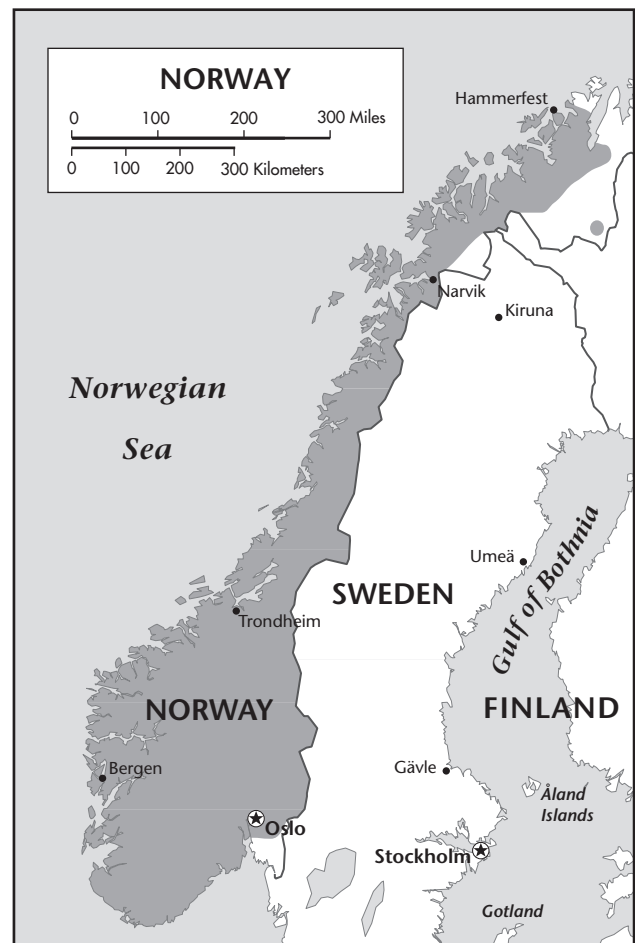 NORWAY
0 100 200 300 Miles
0 100 200 300 Kilometers
Hammerfest
Narvik
Kiruna
Norwegian
Sea
Umeä
Gulf of Bothnia
SWEDEN
Trondheim
NORWAY
FINLAND
Bergen
Gävle
Åland
Islands
Oslo
Stockholm
Gotland